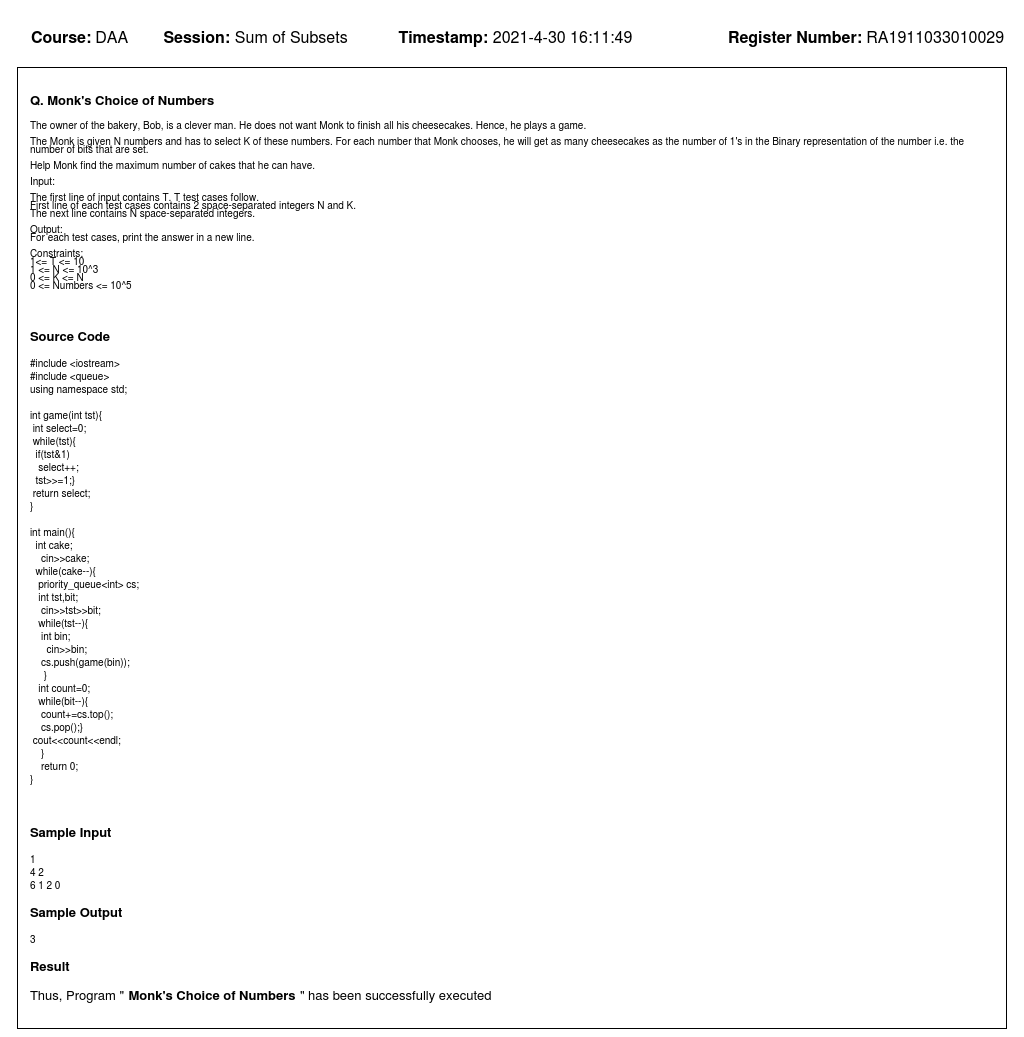 Course: DAA Session: Sum of Subsets Timestamp: 2021-4-30 16:11:49 Register Number: RA1911033010029
Q. Monk's Choice of Numbers
The owner of the bakery, Bob, is a clever man. He does not want Monk to finish all his cheesecakes. Hence, he plays a game.
The Monk is given N numbers and has to select K of these numbers. For each number that Monk chooses, he will get as many cheesecakes as the number of 1's in the Binary representation of the number i.e. the
number of bits that are set.
Help Monk find the maximum number of cakes that he can have.
Input:
The first line of input contains T, T test cases follow.
First line of each test cases contains 2 space-separated integers N and K.
The next line contains N space-separated integers.
Output:
For each test cases, print the answer in a new line.
Constraints:
1<= T <= 10
1 <= N <= 10^3
0 <= K <= N
0 <= Numbers <= 10^5
Source Code
#include <iostream>
#include <queue>
using namespace std;
int game(int tst){
int select=0;
while(tst){
if(tst&1)
select++;
tst>>=1;}
return select;
}
int main(){
int cake;
cin>>cake;
while(cake--){
priority_queue<int> cs;
int tst,bit;
cin>>tst>>bit;
while(tst--){
int bin;
cin>>bin;
cs.push(game(bin));
}
int count=0;
while(bit--){
count+=cs.top();
cs.pop();}
cout<<count<<endl;
}
return 0;
}
Sample Input
1
4 2
6 1 2 0
Sample Output
3
Result
Thus, Program " Monk's Choice of Numbers " has been successfully executed